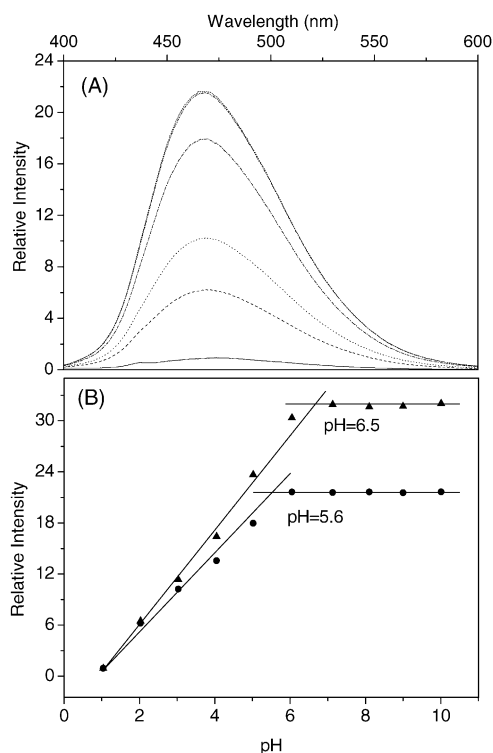 Wavelength (nm)
400 450 500 550 600
24
(A)
20
16
12
8
4
0
Relative Intensity
(B)
30
24
18
12
6
0
Relative Intensity
pH=6.5
pH=5.6
0 2 4 6 8 10
pH